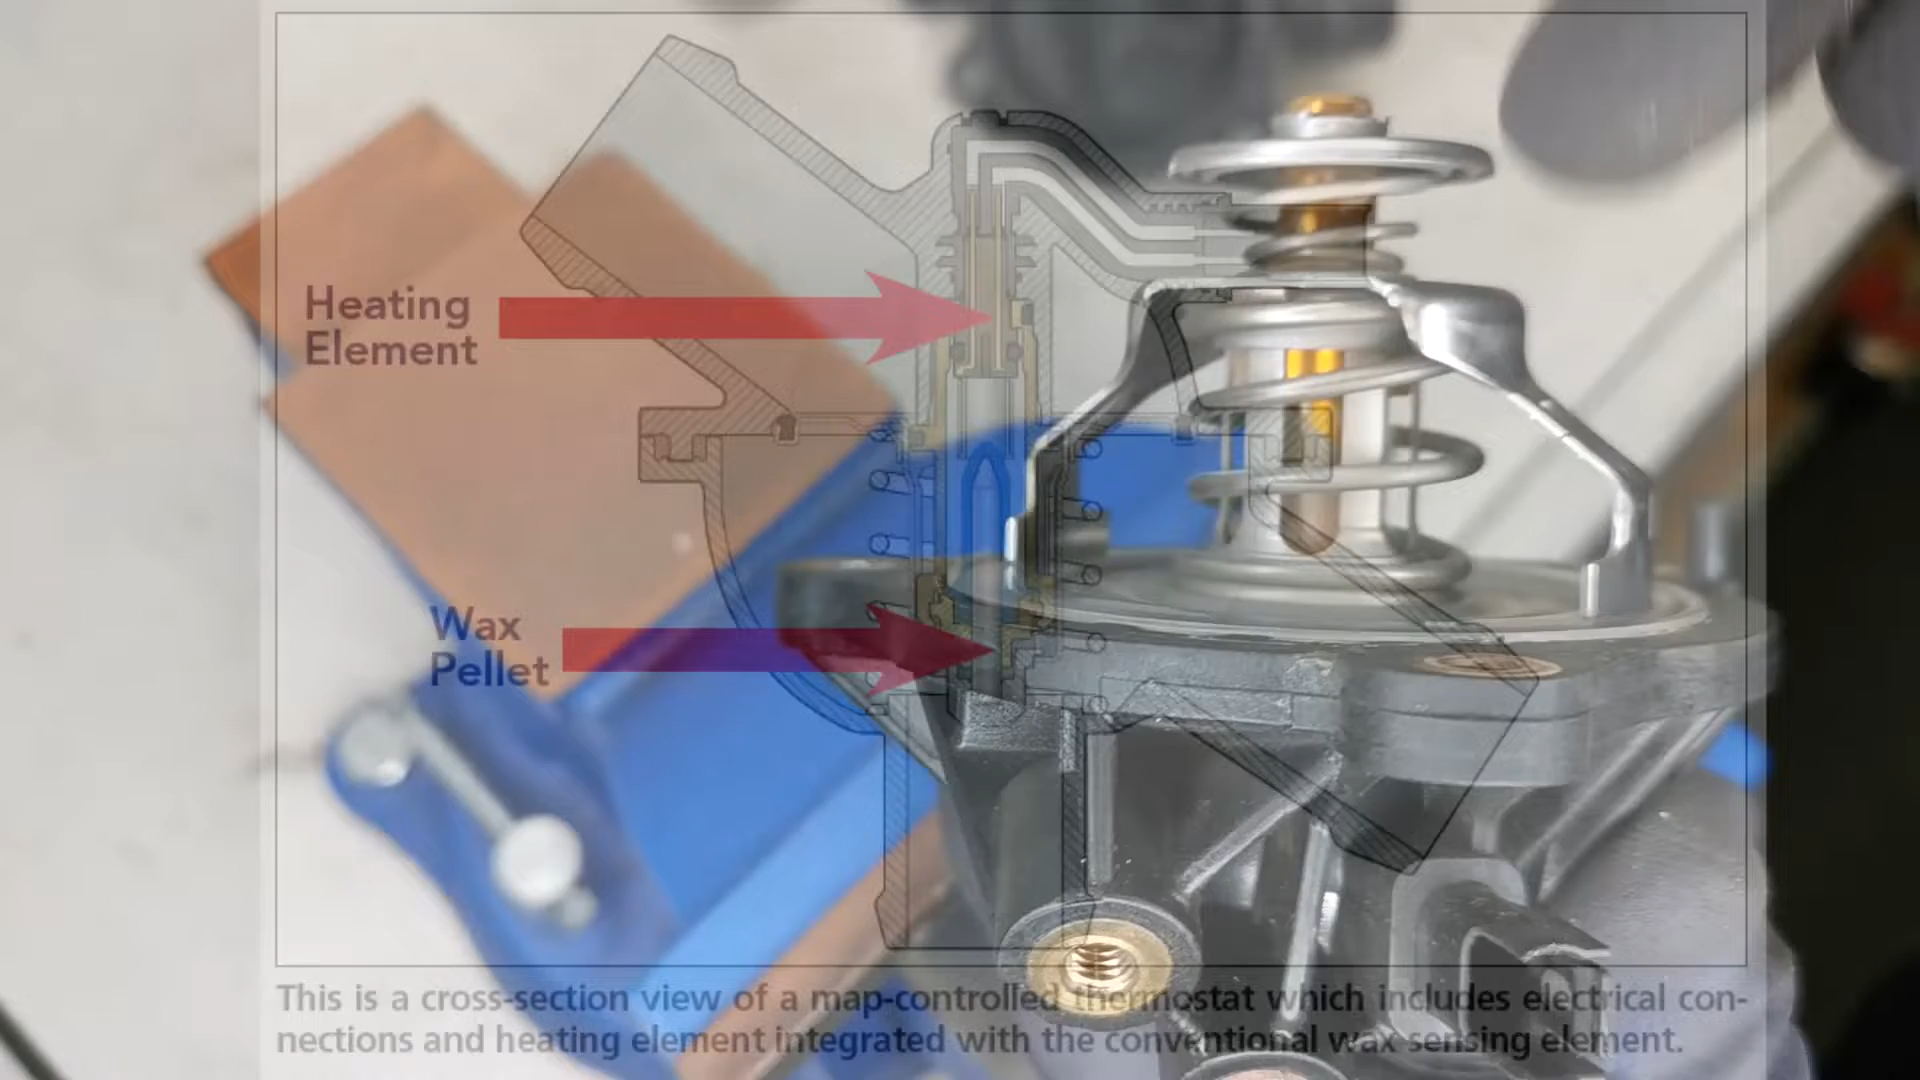 Heating
Element
Wax
Pellet
This is a cross-section view of a map-controlled thermostat which includes electrical con-
nections and heating element integrated with the conventional wax sensing element.